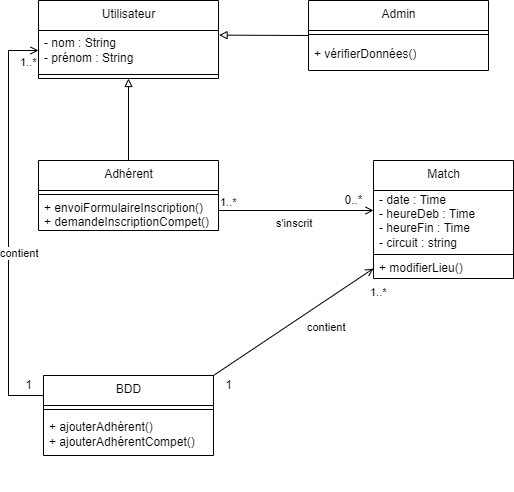 Utilisateur
- nom : String
- prénom : String
Admin
+ vérifierDonnées()
1..*
Adhérent
+ envoiFormulaireInscription()
+ demandeInscriptionCompet()
1..*
0..*
s'inscrit
Match
- date : Time
- heureDeb : Time
- heureFin : Time
- circuit : string
+ modifierLieu()
1..*
contient
contient
1
1
BDD
+ ajouterAdhérent()
+ ajouterAdhérentCompet()